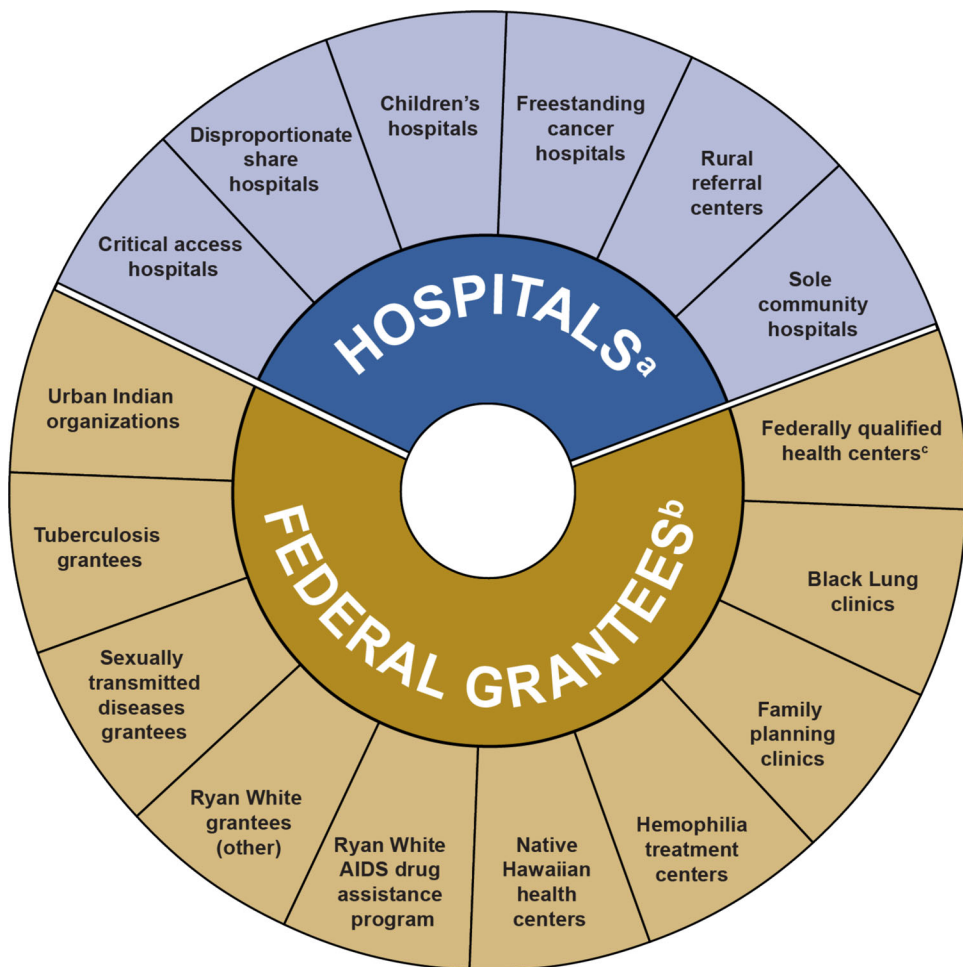 Critical access
hospitals
Disproportionate
share
hospitals
Children’s
hospitals
Freestanding
cancer
hospitals
Rural
referral
centers
Sole
community
hospitals
HOSPITALSᵃ
Federally qualified
health centersᶜ
Black Lung
clinics
Family
planning
clinics
Hemophilia
treatment
centers
Native
Hawaiian
health
centers
Ryan White
AIDS drug
assistance
program
Ryan White
grantees
(other)
Sexually
transmitted
diseases
grantees
Tuberculosis
grantees
Urban Indian
organizations
FEDERAL GRANTEESᵇ